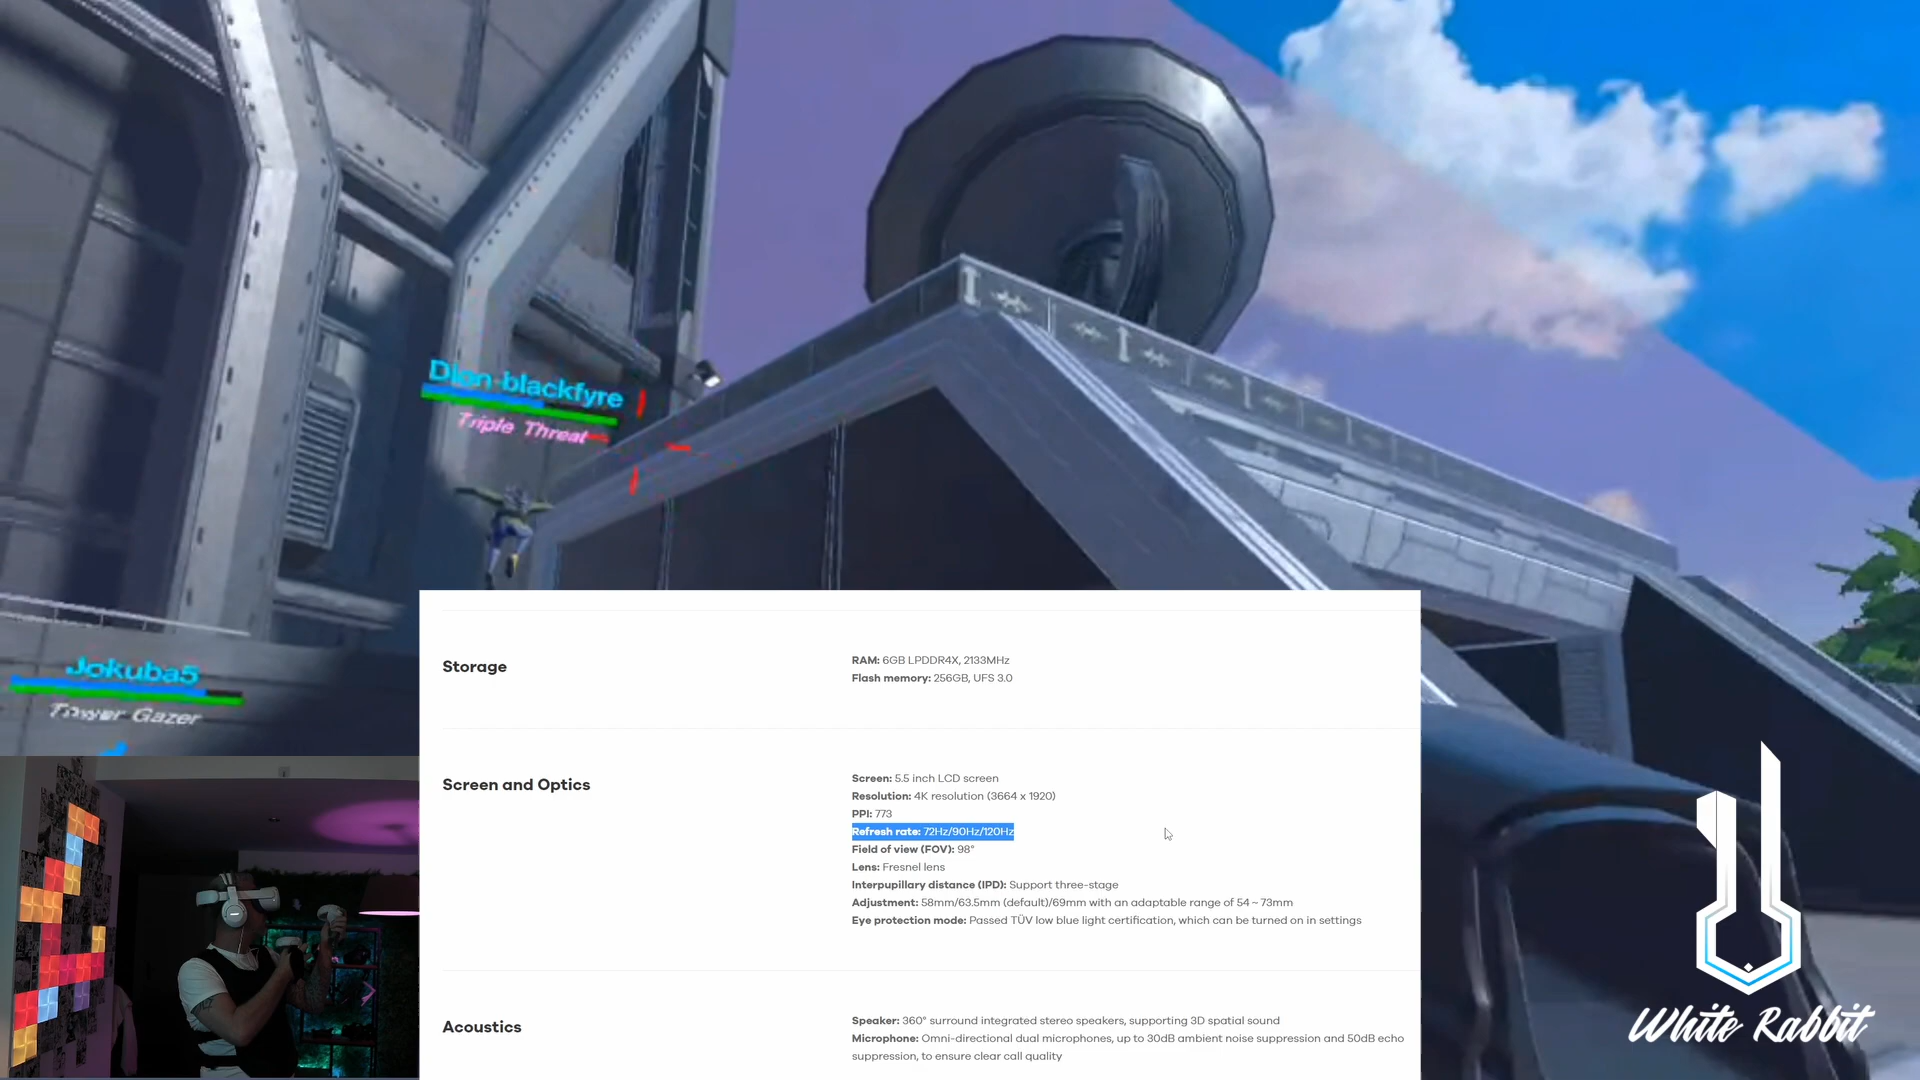 Dion-blackfyre
Triple Threat
Jokuba5
Tower Gazer
Storage
RAM: 6GB LPDDR4X, 2133MHz
Flash memory: 256GB, UFS 3.0
Screen and Optics
Screen: 5.5 inch LCD screen
Resolution: 4K resolution (3664 x 1920)
PPI: 773
Refresh rate: 72Hz/90Hz/120Hz
Field of view (FOV): 98°
Lens: Fresnel lens
Interpupillary distance (IPD): Support three-stage
Adjustment: 58mm/63.5mm (default)/69mm with an adaptable range of 54 ~ 73mm
Eye protection mode: Passed TÜV low blue light certification, which can be turned on in settings
Acoustics
Speaker: 360° surround integrated stereo speakers, supporting 3D spatial sound
Microphone: Omni-directional dual microphones, up to 30dB ambient noise suppression and 50dB echo
suppression, to ensure clear call quality
White Rabbit